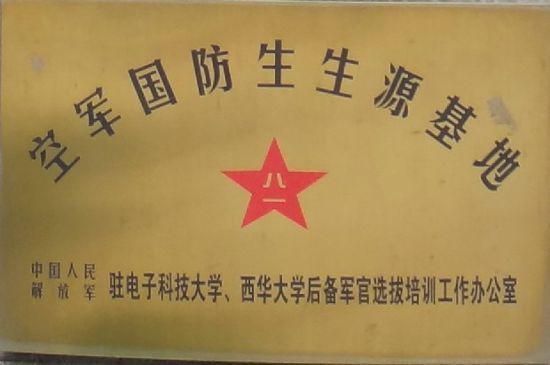 空军国防生生源基地
八一
中国人民
解放军
驻电子科技大学、西华大学后备军官选拔培训工作办公室